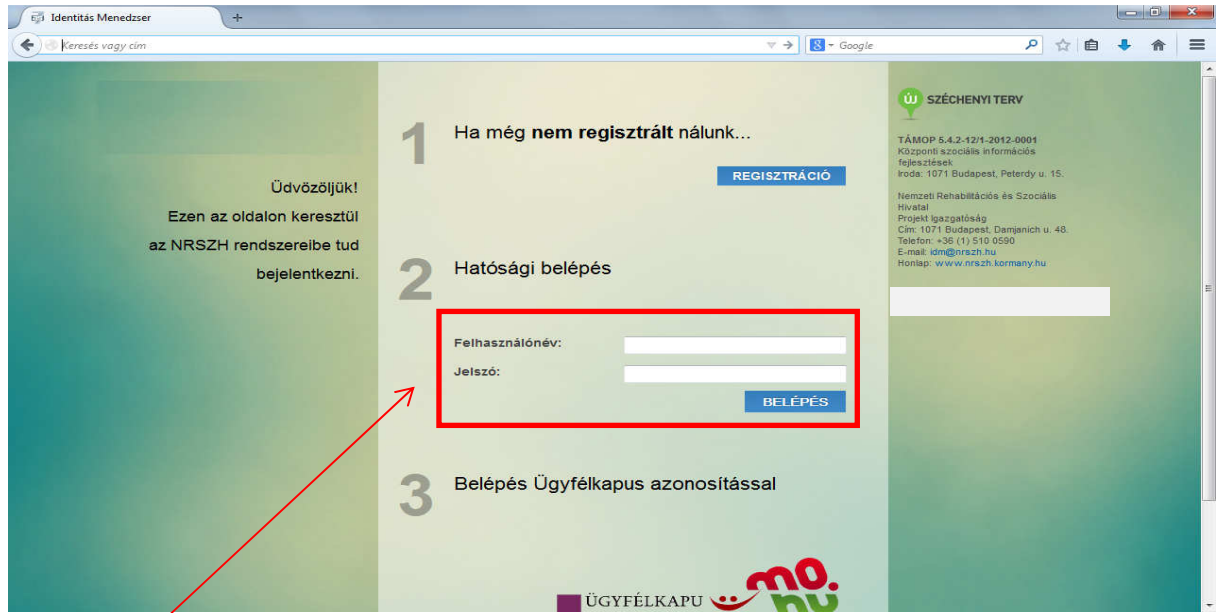 Identitás Menedzser
Keresés vagy cím
Google
Üdvözöljük!
Ezen az oldalon keresztül
az NRSZH rendszereibe tud
bejelentkezni.
1
Ha még nem regisztrált nálunk...
REGISZTRÁCIÓ
2
Hatósági belépés
Felhasználónév:
Jelszó:
BELÉPÉS
3
Belépés Ügyfélkapus azonosítással
ÜGYFÉLKAPU
mo.
hu
ÚJ SZÉCHENYI TERV
TÁMOP 5.4.2-12/1-2012-0001
Központi szociális információs
fejlesztések
Iroda: 1071 Budapest, Peterdy u. 15.
Nemzeti Rehabilitációs és Szociális
Hivatal
Projekt Igazgatóság
Cím: 1071 Budapest, Damjanich u. 48.
Telefon: +36 (1) 510 0590
E-mail: idm@nrszh.hu
Honlap: www.nrszh.kormany.hu